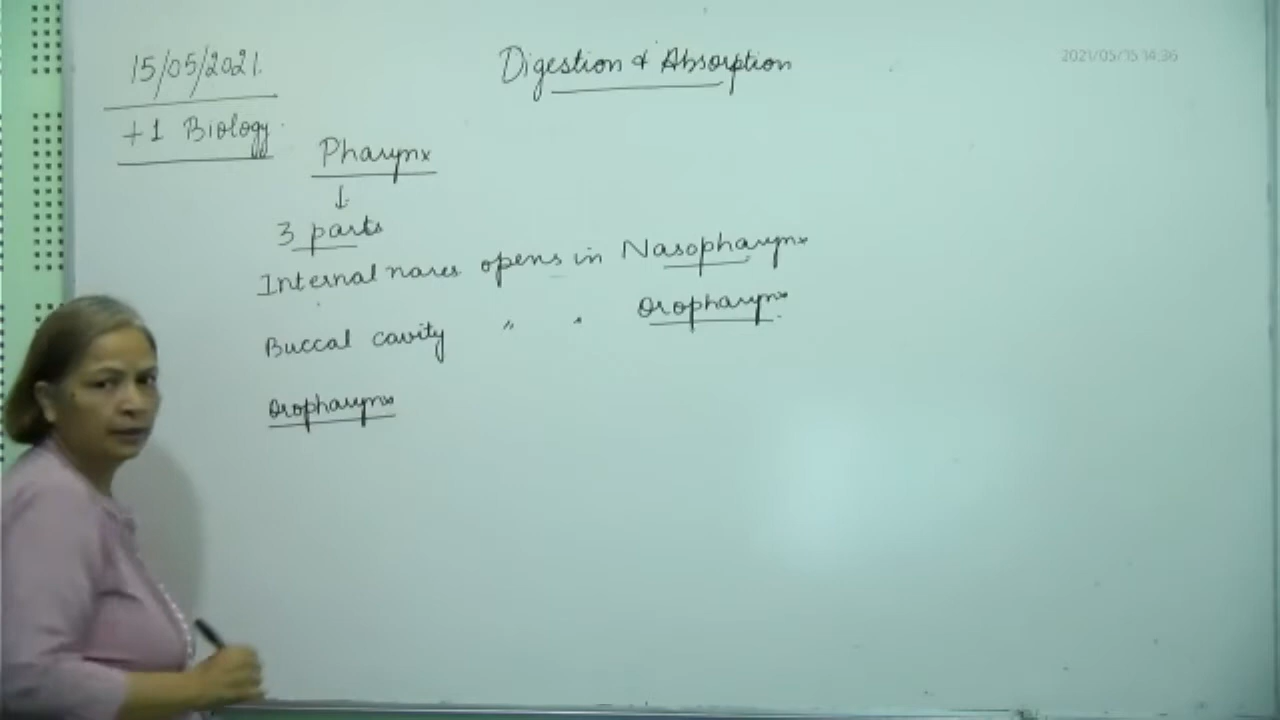 15/05/2021.
Digestion & Absorption
2021/05/15 14:36
+1 Biology
Pharynx
↓
3 parts
Internal nares opens in Nasopharynx
Buccal cavity " " Oropharynx
Oropharynx